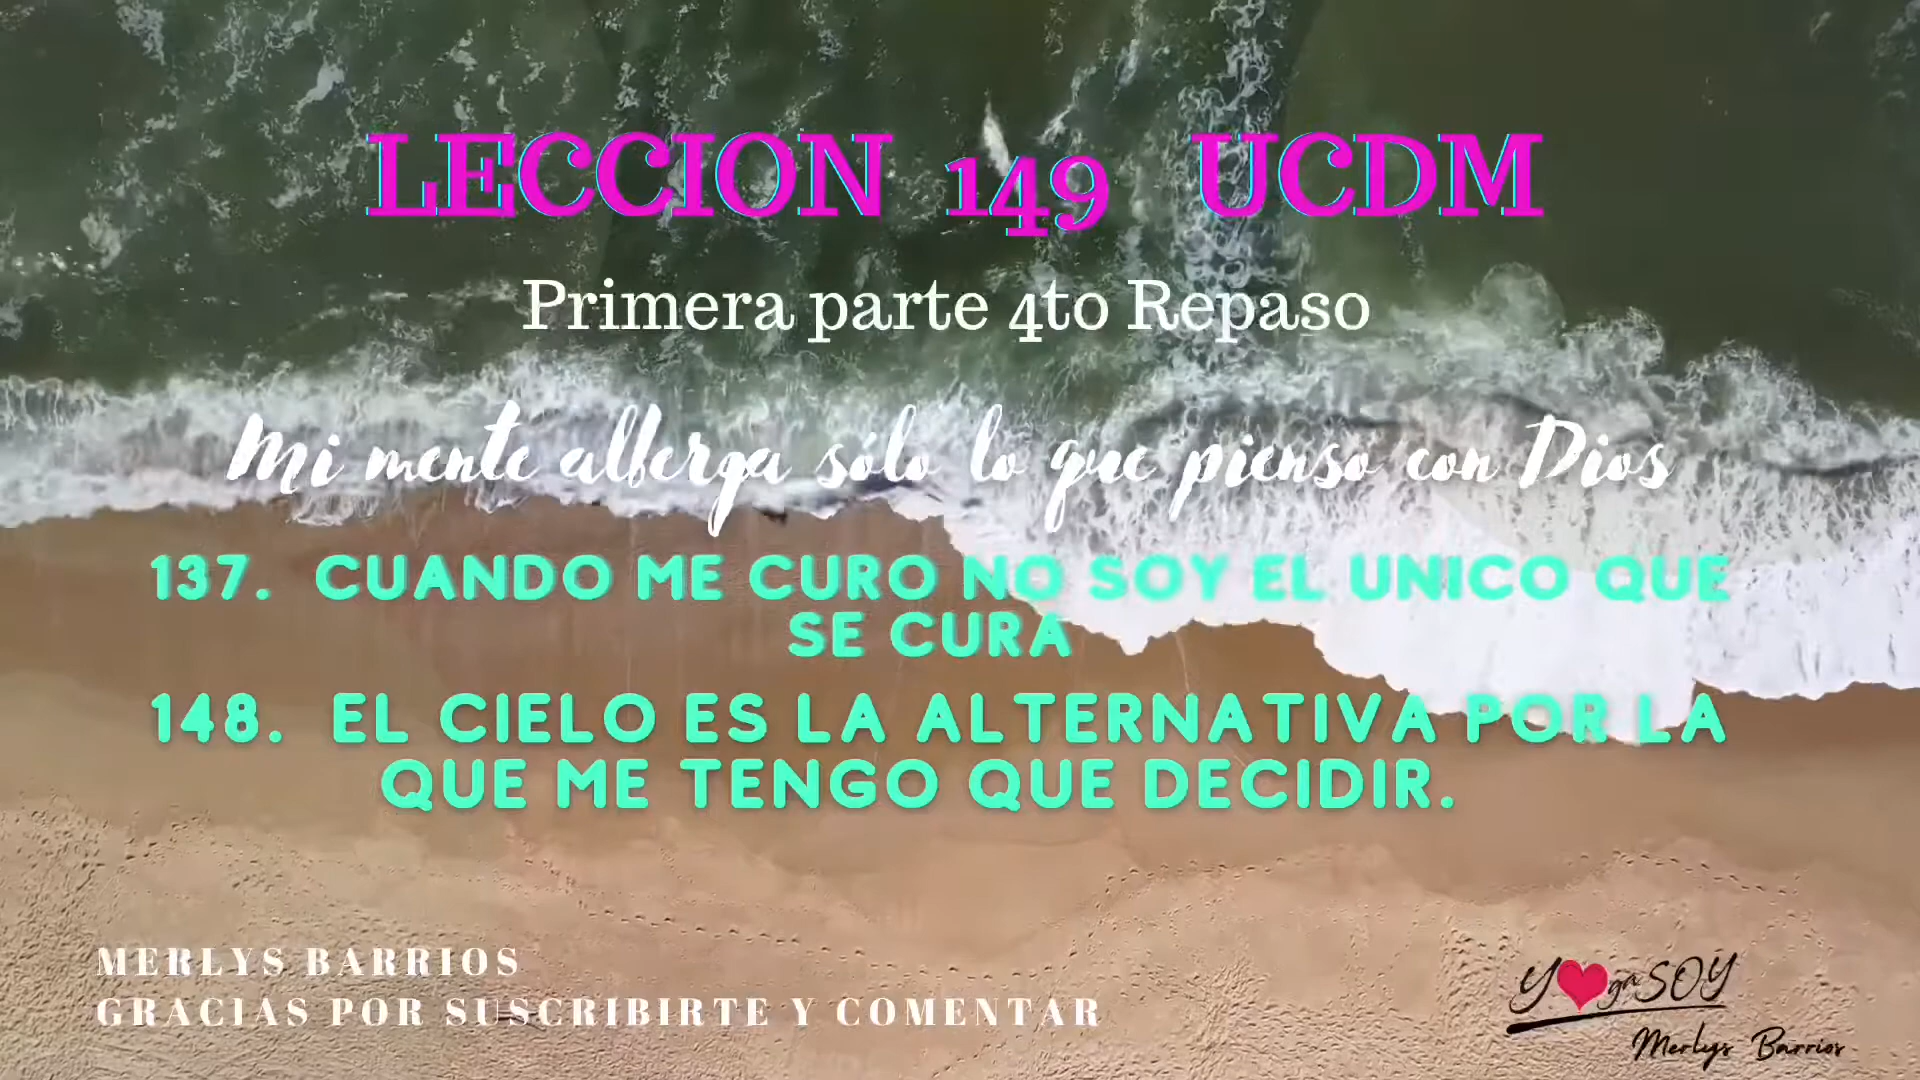 LECCION 149 UCDM
Primera parte 4to Repaso
Mi mente alberga sólo lo que pienso con Dios
137. CUANDO ME CURO NO SOY EL UNICO QUE
SE CURA
148. EL CIELO ES LA ALTERNATIVA POR LA
QUE ME TENGO QUE DECIDIR.
MERLYS BARRIOS
GRACIAS POR SUSCRIBIRTE Y COMENTAR
Y❤gaSOY
Merlys Barrios